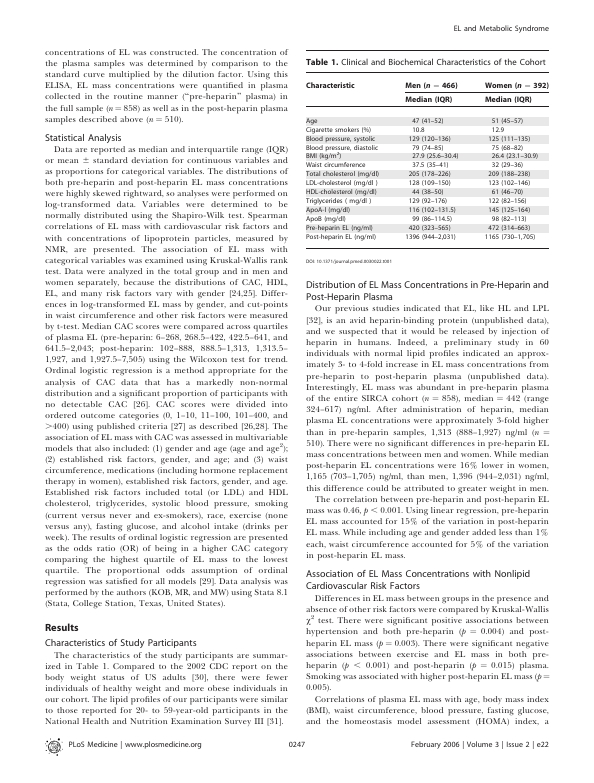 EL and Metabolic Syndrome
concentrations of EL was constructed. The concentration of
the plasma samples was determined by comparison to the
standard curve multiplied by the dilution factor. Using this
ELISA, EL mass concentrations were quantified in plasma
collected in the routine manner (“pre-heparin” plasma) in
the full sample (n = 858) as well as in the post-heparin plasma
samples described above (n = 510).
Statistical Analysis
Data are reported as median and interquartile range (IQR)
or mean ± standard deviation for continuous variables and
as proportions for categorical variables. The distributions of
both pre-heparin and post-heparin EL mass concentrations
were highly skewed rightward, so analyses were performed on
log-transformed data. Variables were determined to be
normally distributed using the Shapiro-Wilk test. Spearman
correlations of EL mass with cardiovascular risk factors and
with concentrations of lipoprotein particles, measured by
NMR, are presented. The association of EL mass with
categorical variables was examined using Kruskal-Wallis rank
test. Data were analyzed in the total group and in men and
women separately, because the distributions of CAC, HDL,
EL, and many risk factors vary with gender [24,25]. Differ-
ences in log-transformed EL mass by gender, and cut-points
in waist circumference and other risk factors were measured
by t-test. Median CAC scores were compared across quartiles
of plasma EL (pre-heparin: 6–268, 268.5–422, 422.5–641, and
641.5–2,043; post-heparin: 102–888, 888.5–1,313, 1,313.5–
1,927, and 1,927.5–7,505) using the Wilcoxon test for trend.
Ordinal logistic regression is a method appropriate for the
analysis of CAC data that has a markedly non-normal
distribution and a significant proportion of participants with
no detectable CAC [26]. CAC scores were divided into
ordered outcome categories (0, 1–10, 11–100, 101–400, and
>400) using published criteria [27] as described [26,28]. The
association of EL mass with CAC was assessed in multivariable
models that also included: (1) gender and age (age and age²);
(2) established risk factors, gender, and age; and (3) waist
circumference, medications (including hormone replacement
therapy in women), established risk factors, gender, and age.
Established risk factors included total (or LDL) and HDL
cholesterol, triglycerides, systolic blood pressure, smoking
(current versus never and ex-smokers), race, exercise (none
versus any), fasting glucose, and alcohol intake (drinks per
week). The results of ordinal logistic regression are presented
as the odds ratio (OR) of being in a higher CAC category
comparing the highest quartile of EL mass to the lowest
quartile. The proportional odds assumption of ordinal
regression was satisfied for all models [29]. Data analysis was
performed by the authors (KOB, MR, and MW) using Stata 8.1
(Stata, College Station, Texas, United States).
Results
Characteristics of Study Participants
The characteristics of the study participants are summar-
ized in Table 1. Compared to the 2002 CDC report on the
body weight status of US adults [30], there were fewer
individuals of healthy weight and more obese individuals in
our cohort. The lipid profiles of our participants were similar
to those reported for 20- to 59-year-old participants in the
National Health and Nutrition Examination Survey III [31].
Table 1. Clinical and Biochemical Characteristics of the Cohort
Characteristic Men (n = 466) Women (n = 392)
Median (IQR) Median (IQR)
Age 47 (41–52) 51 (45–57)
Cigarette smokers (%) 10.8 12.9
Blood pressure, systolic 129 (120–136) 125 (111–135)
Blood pressure, diastolic 79 (74–85) 75 (68–82)
BMI (kg/m²) 27.9 (25.6–30.4) 26.4 (23.1–30.9)
Waist circumference 37.5 (35–41) 32 (29–36)
Total cholesterol (mg/dl) 205 (178–226) 209 (188–238)
LDL-cholesterol (mg/dl ) 128 (109–150) 123 (102–146)
HDL-cholesterol (mg/dl) 44 (38–50) 61 (46–70)
Triglycerides ( mg/dl) 129 (92–176) 122 (82–156)
ApoA-I (mg/dl) 116 (102–131.5) 145 (125–164)
ApoB (mg/dl) 99 (86–114.5) 98 (82–113)
Pre-heparin EL (ng/ml) 420 (323–565) 472 (314–663)
Post-heparin EL (ng/ml) 1396 (944–2,031) 1165 (730–1,705)
DOI: 10.1371/journal.pmed.0030022.t001
Distribution of EL Mass Concentrations in Pre-Heparin and
Post-Heparin Plasma
Our previous studies indicated that EL, like HL and LPL
[32], is an avid heparin-binding protein (unpublished data),
and we suspected that it would be released by injection of
heparin in humans. Indeed, a preliminary study in 60
individuals with normal lipid profiles indicated an approx-
imately 3- to 4-fold increase in EL mass concentrations from
pre-heparin to post-heparin plasma (unpublished data).
Interestingly, EL mass was abundant in pre-heparin plasma
of the entire SIRCA cohort (n = 858), median = 442 (range
324–617) ng/ml. After administration of heparin, median
plasma EL concentrations were approximately 3-fold higher
than in pre-heparin samples, 1,313 (888–1,927) ng/ml (n =
510). There were no significant differences in pre-heparin EL
mass concentrations between men and women. While median
post-heparin EL concentrations were 16% lower in women,
1,165 (703–1,705) ng/ml, than men, 1,396 (944–2,031) ng/ml,
this difference could be attributed to greater weight in men.
The correlation between pre-heparin and post-heparin EL
mass was 0.46, p < 0.001. Using linear regression, pre-heparin
EL mass accounted for 15% of the variation in post-heparin
EL mass. While including age and gender added less than 1%
each, waist circumference accounted for 5% of the variation
in post-heparin EL mass.
Association of EL Mass Concentrations with Nonlipid
Cardiovascular Risk Factors
Differences in EL mass between groups in the presence and
absence of other risk factors were compared by Kruskal-Wallis
χ² test. There were significant positive associations between
hypertension and both pre-heparin (p = 0.004) and post-
heparin EL mass (p = 0.003). There were significant negative
associations between exercise and EL mass in both pre-
heparin (p < 0.001) and post-heparin (p = 0.015) plasma.
Smoking was associated with higher post-heparin EL mass (p =
0.005).
Correlations of plasma EL mass with age, body mass index
(BMI), waist circumference, blood pressure, fasting glucose,
and the homeostasis model assessment (HOMA) index, a
PLoS Medicine | www.plosmedicine.org
0247
February 2006 | Volume 3 | Issue 2 | e22